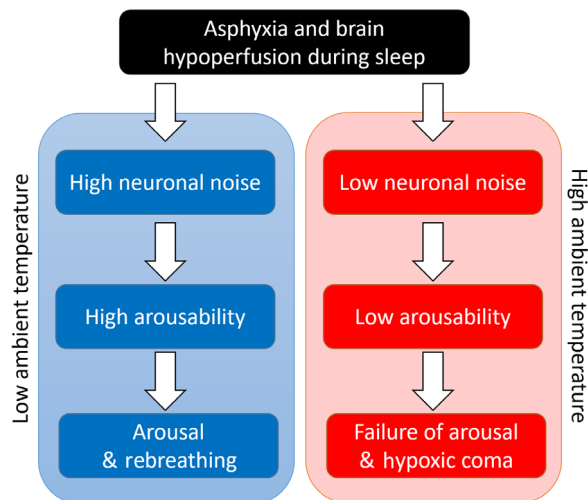 Asphyxia and brain
hypoperfusion during sleep
Low ambient temperature
High neuronal noise
High arousability
Arousal
& rebreathing
Low neuronal noise
Low arousability
Failure of arousal
& hypoxic coma
High ambient temperature